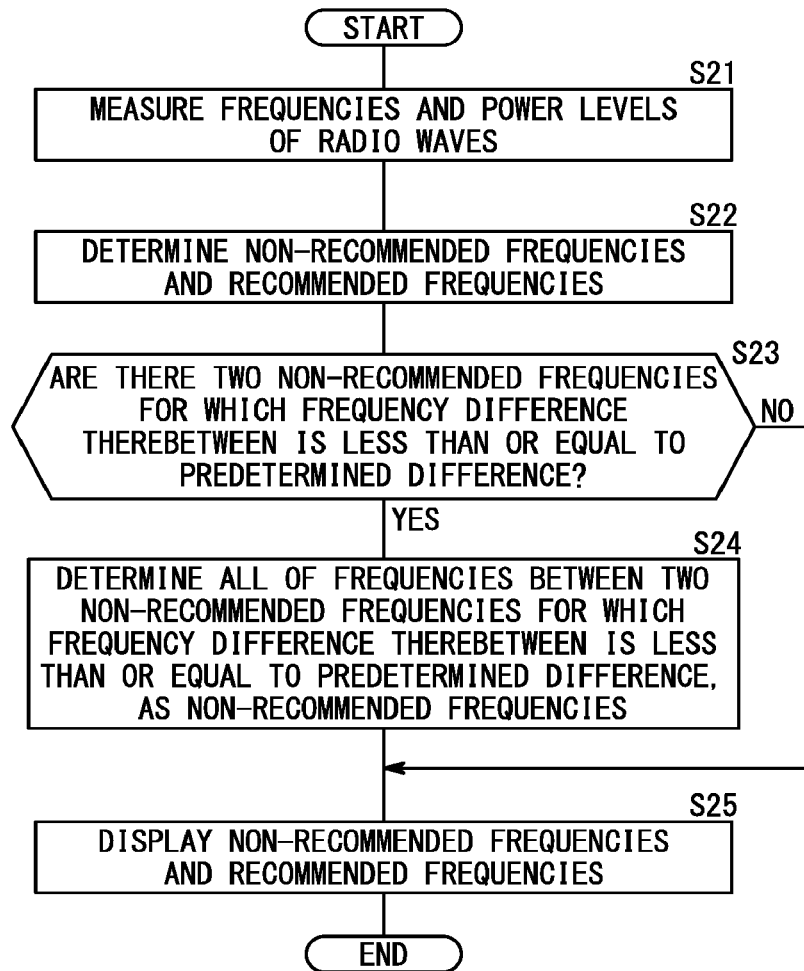 START
S21
MEASURE FREQUENCIES AND POWER LEVELS
OF RADIO WAVES
S22
DETERMINE NON-RECOMMENDED FREQUENCIES
AND RECOMMENDED FREQUENCIES
S23
ARE THERE TWO NON-RECOMMENDED FREQUENCIES
FOR WHICH FREQUENCY DIFFERENCE
THEREBETWEEN IS LESS THAN OR EQUAL TO
PREDETERMINED DIFFERENCE?
NO
YES
S24
DETERMINE ALL OF FREQUENCIES BETWEEN TWO
NON-RECOMMENDED FREQUENCIES FOR WHICH
FREQUENCY DIFFERENCE THEREBETWEEN IS LESS
THAN OR EQUAL TO PREDETERMINED DIFFERENCE,
AS NON-RECOMMENDED FREQUENCIES
S25
DISPLAY NON-RECOMMENDED FREQUENCIES
AND RECOMMENDED FREQUENCIES
END